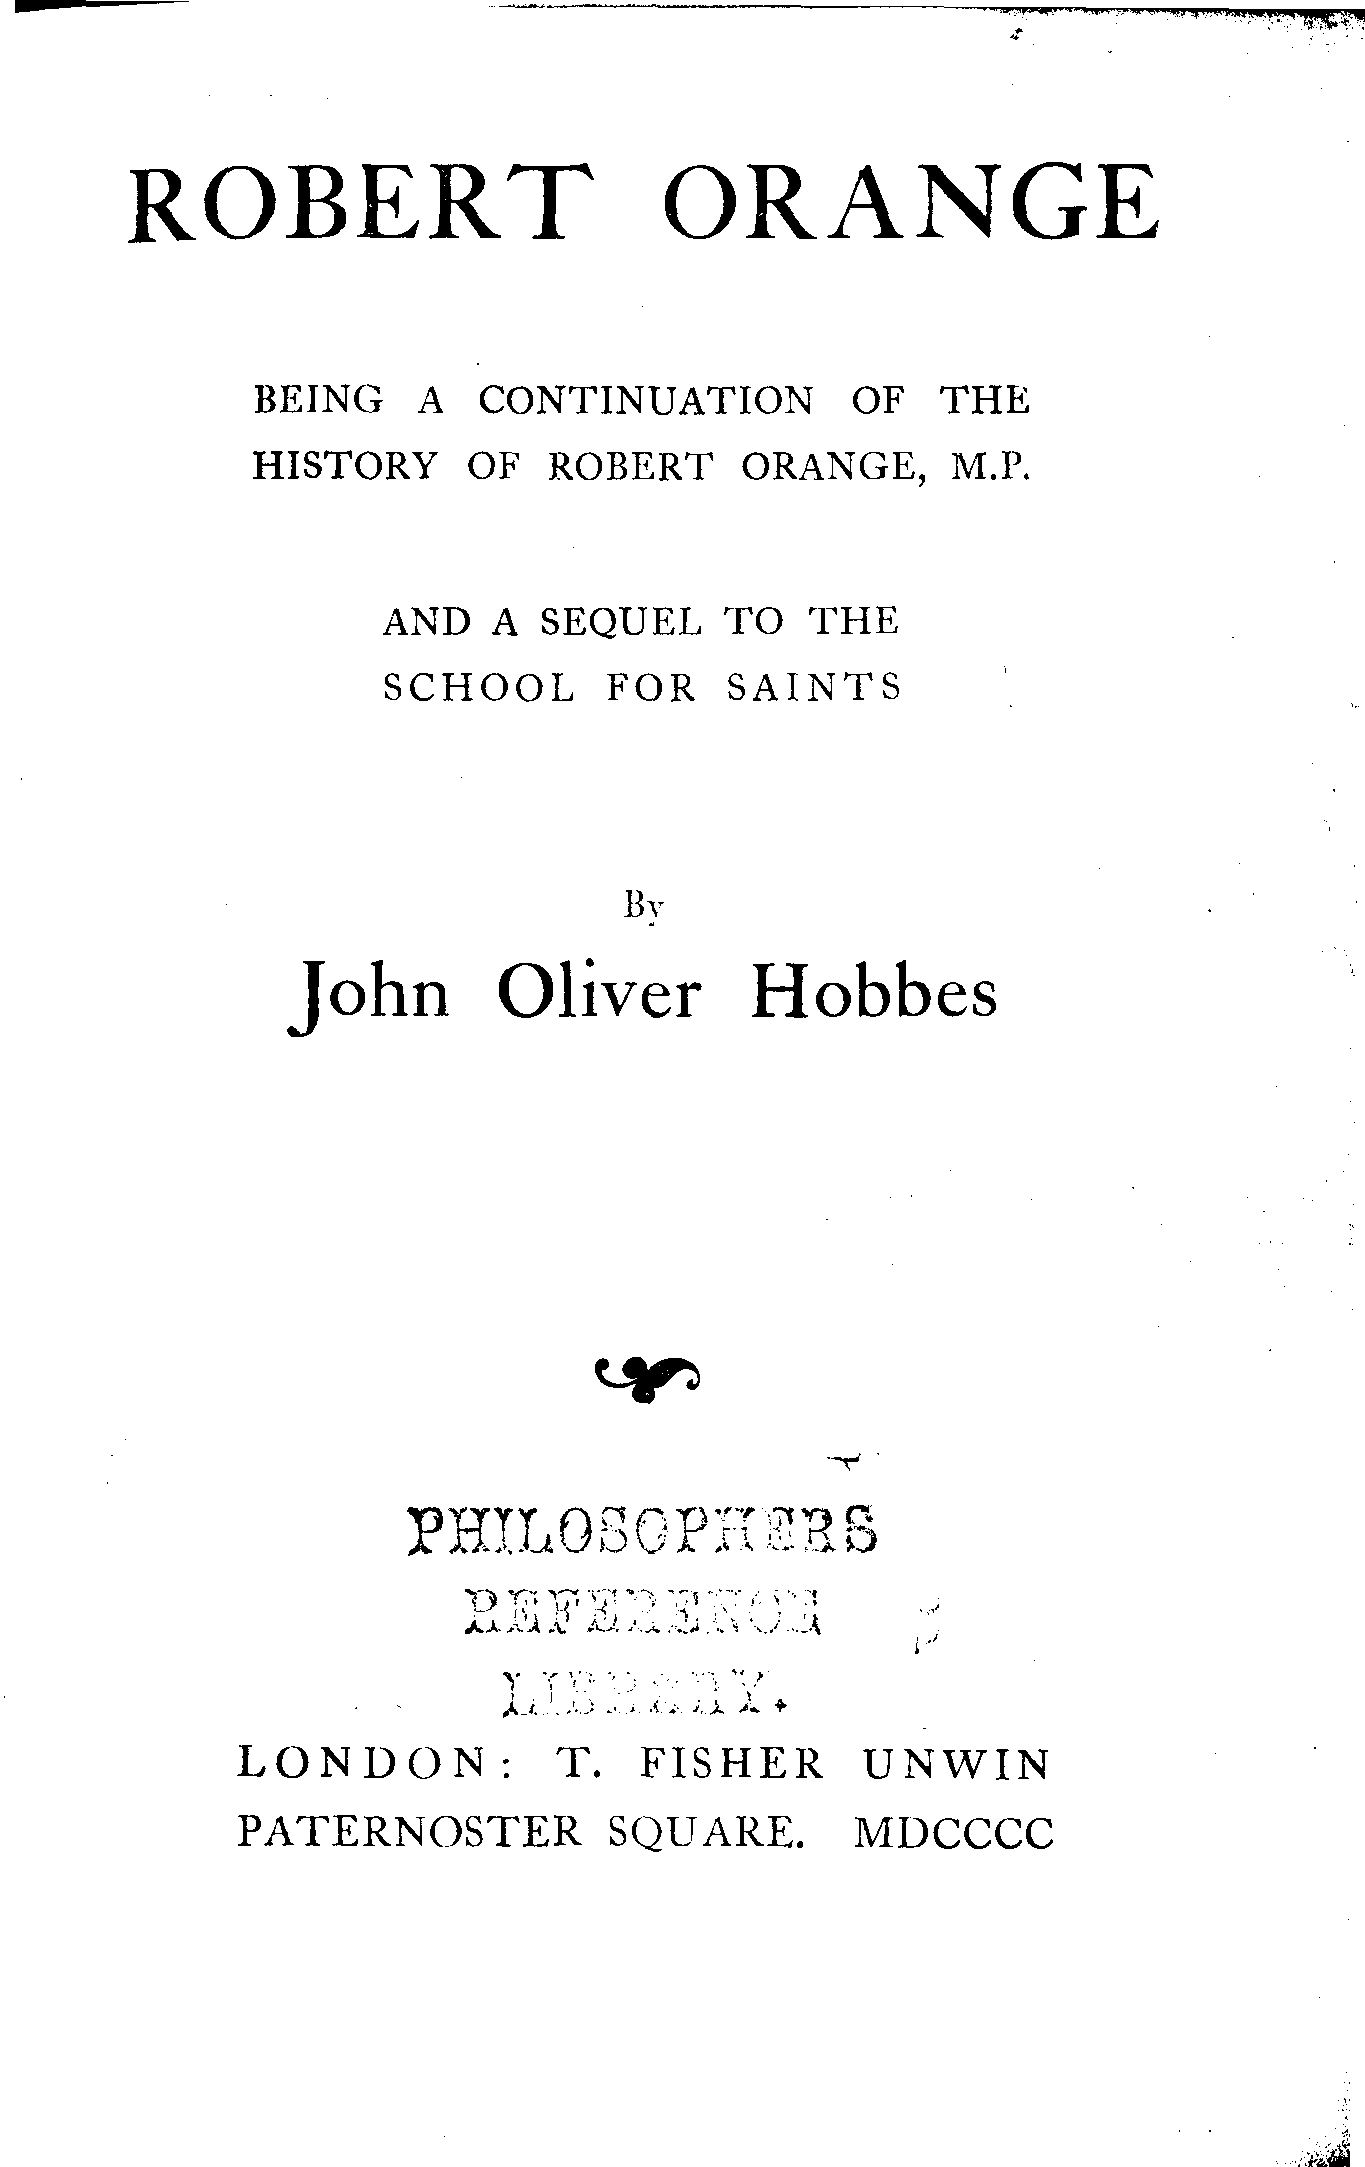 ROBERT ORANGE
BEING A CONTINUATION OF THE
HISTORY OF ROBERT ORANGE, M.P.
AND A SEQUEL TO THE
SCHOOL FOR SAINTS
By
John Oliver Hobbes
PHILOSOPHERS
REFERENCE
LIBRARY.
LONDON: T. FISHER UNWIN
PATERNOSTER SQUARE. MDCCCC